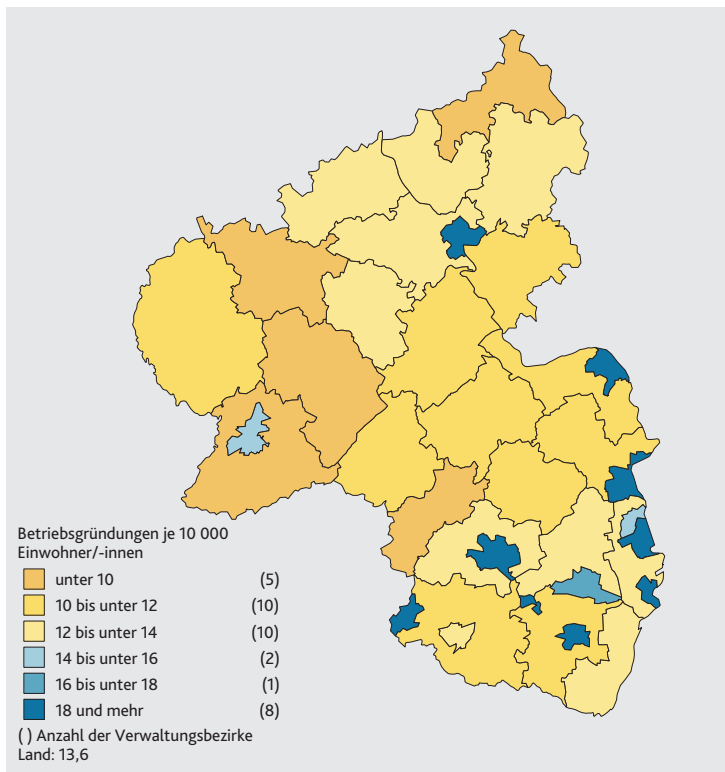 Betriebsgründungen je 10 000
Einwohner/-innen
unter 10 (5)
10 bis unter 12 (10)
12 bis unter 14 (10)
14 bis unter 16 (2)
16 bis unter 18 (1)
18 und mehr (8)
( ) Anzahl der Verwaltungsbezirke
Land: 13,6